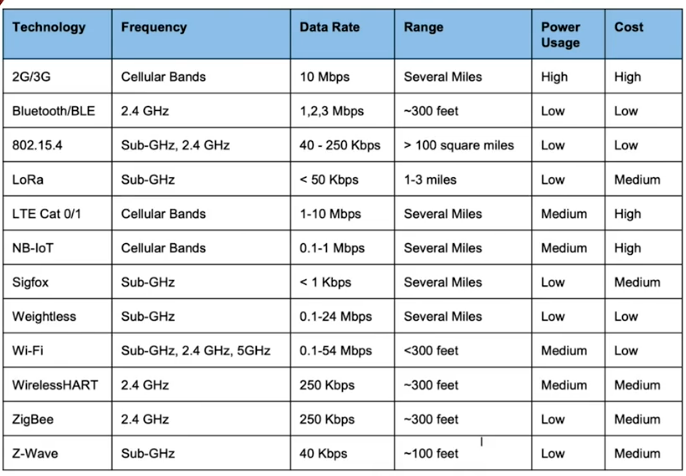 Technology Frequency Data Rate Range Power Usage Cost
2G/3G Cellular Bands 10 Mbps Several Miles High High
Bluetooth/BLE 2.4 GHz 1,2,3 Mbps ~300 feet Low Low
802.15.4 Sub-GHz, 2.4 GHz 40 - 250 Kbps > 100 square miles Low Low
LoRa Sub-GHz < 50 Kbps 1-3 miles Low Medium
LTE Cat 0/1 Cellular Bands 1-10 Mbps Several Miles Medium High
NB-IoT Cellular Bands 0.1-1 Mbps Several Miles Medium High
Sigfox Sub-GHz < 1 Kbps Several Miles Low Medium
Weightless Sub-GHz 0.1-24 Mbps Several Miles Low Low
Wi-Fi Sub-GHz, 2.4 GHz, 5GHz 0.1-54 Mbps <300 feet Medium Low
WirelessHART 2.4 GHz 250 Kbps ~300 feet Medium Medium
ZigBee 2.4 GHz 250 Kbps ~300 feet Low Medium
Z-Wave Sub-GHz 40 Kbps ~100 feet Low Medium